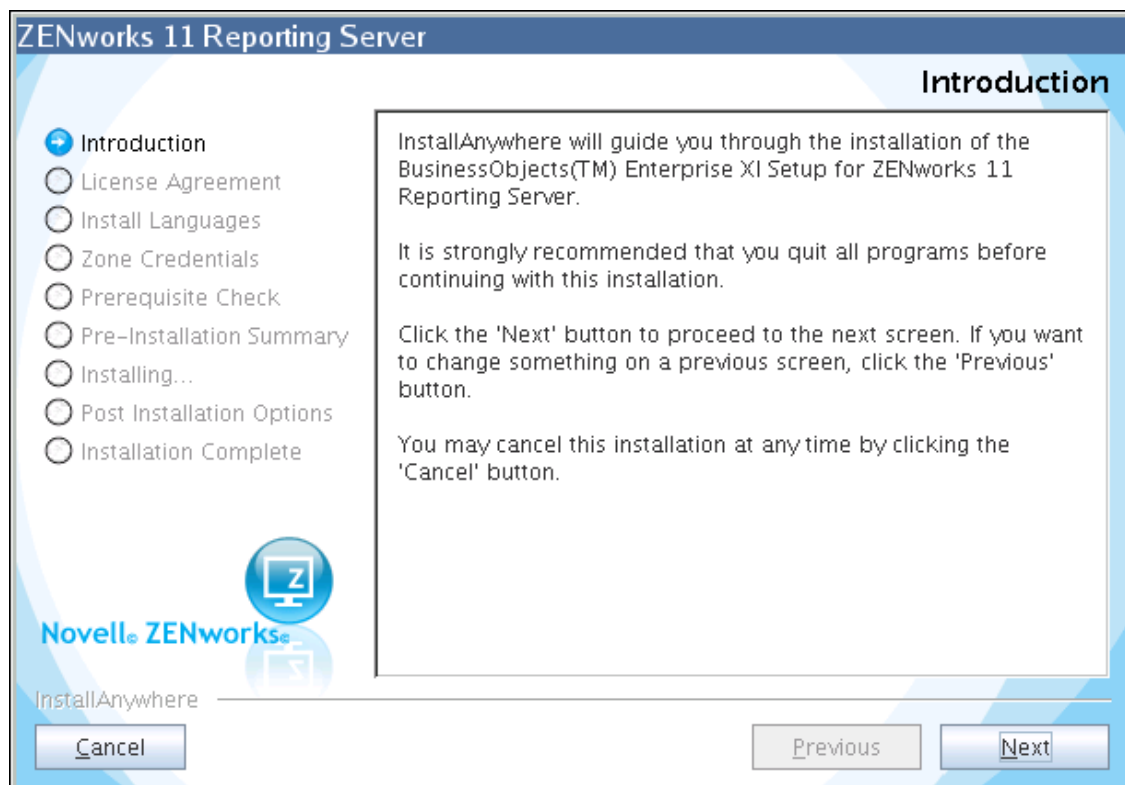 ZENworks 11 Reporting Server
Introduction
Introduction
License Agreement
Install Languages
Zone Credentials
Prerequisite Check
Pre-Installation Summary
Installing...
Post Installation Options
Installation Complete
InstallAnywhere will guide you through the installation of the
BusinessObjects(TM) Enterprise XI Setup for ZENworks 11
Reporting Server.
It is strongly recommended that you quit all programs before
continuing with this installation.
Click the 'Next' button to proceed to the next screen. If you want
to change something on a previous screen, click the 'Previous'
button.
You may cancel this installation at any time by clicking the
'Cancel' button.
Z
Novell® ZENworks®
InstallAnywhere
Cancel
Previous
Next